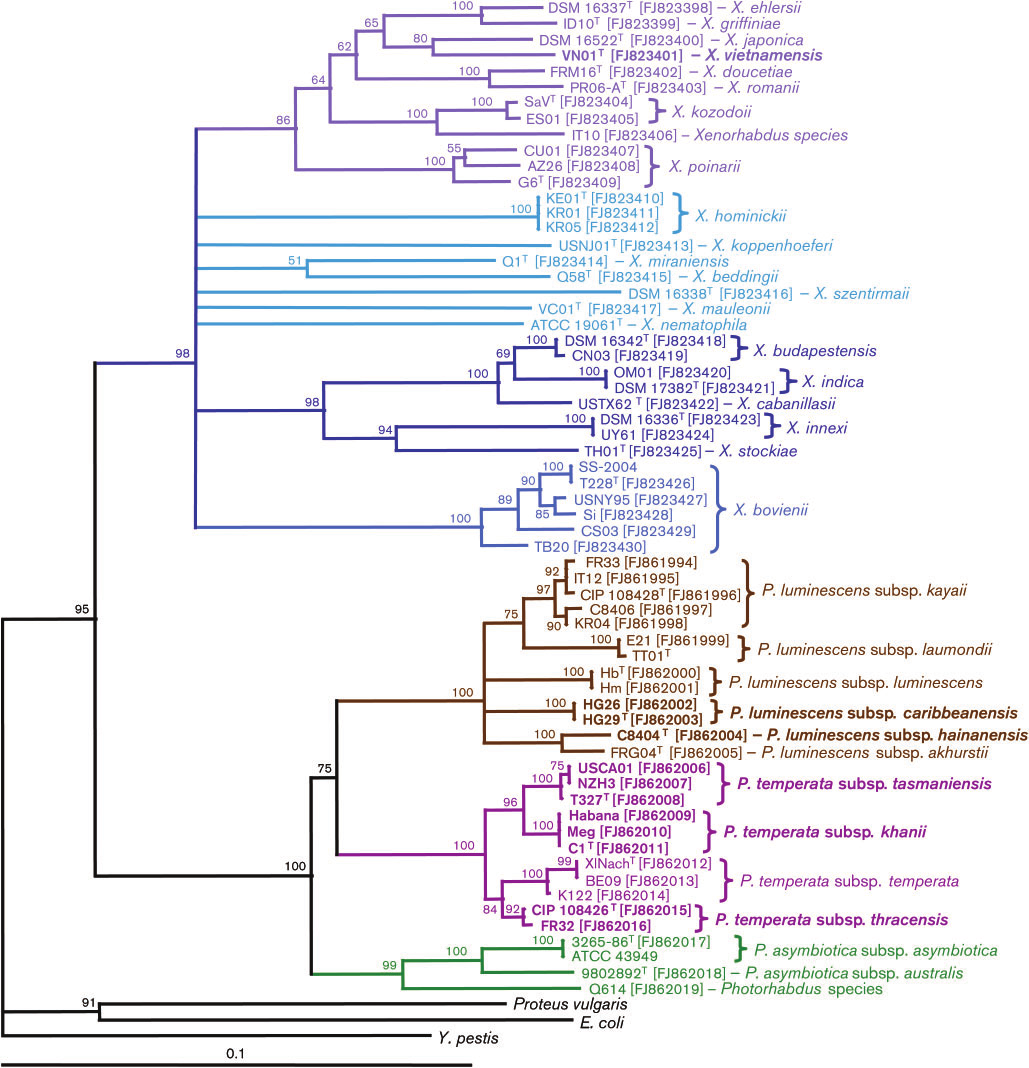 100 DSM 16337T [FJ823398] – X. ehlersii
65 ID10T [FJ823399] – X. griffiniae
80 DSM 16522T [FJ823400] – X. japonica
62 VN01T [FJ823401] – X. vietnamensis
100 FRM16T [FJ823402] – X. doucetiae
64 PR06-AT [FJ823403] – X. romanii
100 SaVT [FJ823404]
X. kozodoii
100 ES01 [FJ823405]
86 IT10 [FJ823406] – Xenorhabdus species
55 CU01 [FJ823407]
100 AZ26 [FJ823408] X. poinarii
G6T [FJ823409]
KE01T [FJ823410]
100 KR01 [FJ823411] X. hominickii
KR05 [FJ823412]
USNJ01T [FJ823413] – X. koppenhoeferi
51 Q1T [FJ823414] – X. miraniensis
Q58T [FJ823415] – X. beddingii
DSM 16338T [FJ823416] – X. szentirmaii
VC01T [FJ823417] – X. mauleonii
ATCC 19061T – X. nematophila
100 DSM 16342T [FJ823418]
X. budapestensis
98 69 CN03 [FJ823419]
100 100 OM01 [FJ823420]
X. indica
DSM 17382T [FJ823421]
98 USTX62 T [FJ823422] – X. cabanillasii
100 DSM 16336T [FJ823423]
X. innexi
94 UY61 [FJ823424]
TH01T [FJ823425] – X. stockiae
100 SS-2004
90 T228T [FJ823426]
89 USNY95 [FJ823427]
X. bovienii
100 85 Si [FJ823428]
CS03 [FJ823429]
TB20 [FJ823430]
FR33 [FJ861994]
92 IT12 [FJ861995]
97 CIP 108428T [FJ861996] P. luminescens subsp. kayaii
95 75 C8406 [FJ861997]
90 KR04 [FJ861998]
100 E21 [FJ861999]
P. luminescens subsp. laumondii
TT01T
100 HbT [FJ862000]
P. luminescens subsp. luminescens
100 Hm [FJ862001]
100 HG26 [FJ862002]
P. luminescens subsp. caribbeanensis
HG29T [FJ862003]
100 C8404 T [FJ862004] – P. luminescens subsp. hainanensis
FRG04T [FJ862005] – P. luminescens subsp. akhurstii
75 75 USCA01 [FJ862006]
100 NZH3 [FJ862007] P. temperata subsp. tasmaniensis
96 T327T [FJ862008]
Habana [FJ862009]
100 Meg [FJ862010] P. temperata subsp. khanii
100 C1T [FJ862011]
99 XlNachT [FJ862012]
100 100 BE09 [FJ862013] P. temperata subsp. temperata
K122 [FJ862014]
84 92 CIP 108426T [FJ862015]
P. temperata subsp. thracensis
FR32 [FJ862016]
100 3265-86T [FJ862017]
P. asymbiotica subsp. asymbiotica
100 ATCC 43949
99 9802892T [FJ862018] – P. asymbiotica subsp. australis
Q614 [FJ862019] – Photorhabdus species
91 Proteus vulgaris
E. coli
Y. pestis
0.1